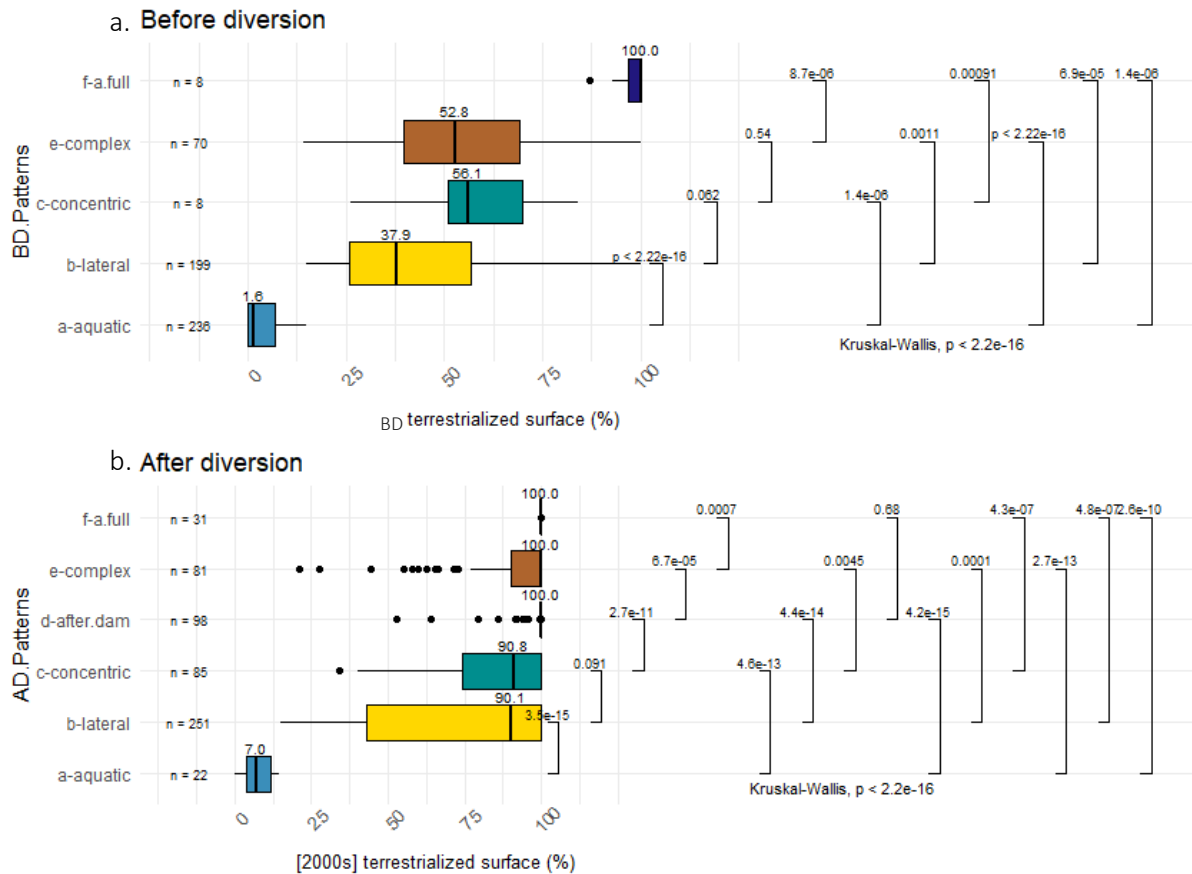 a. Before diversion
100.0
f-a.full
n = 8
8.7e-06
0.00091
6.9e-05
1.4e-06
52.8
e-complex
n = 70
0.54
0.0011
p < 2.22e-16
56.1
c-concentric
n = 8
0.062
1.4e-06
37.9
b-lateral
n = 199
p < 2.22e-16
1.6
a-aquatic
n = 236
Kruskal-Wallis, p < 2.2e-16
BD.Patterns
0
25
50
75
100
BD terrestrialized surface (%)
b. After diversion
100.0
f-a.full
n = 31
0.0007
0.68
4.3e-07
4.8e-07
2.6e-10
100.0
e-complex
n = 81
6.7e-05
0.0045
0.0001
2.7e-13
100.0
d-after.dam
n = 98
2.7e-11
4.4e-14
4.2e-15
90.8
c-concentric
n = 85
0.091
4.6e-13
90.1
b-lateral
n = 251
3.5e-15
7.0
a-aquatic
n = 22
Kruskal-Wallis, p < 2.2e-16
AD.Patterns
0
25
50
75
100
[2000s] terrestrialized surface (%)